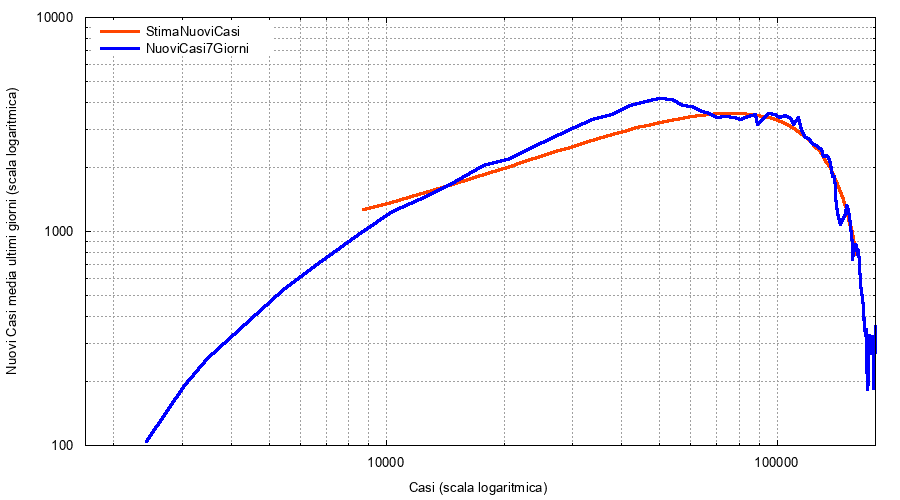 10000
StimaNuoviCasi
NuoviCasi7Giorni
Nuovi Casi media ultimi giorni (scala logaritmica)
1000
100
10000
100000
Casi (scala logaritmica)